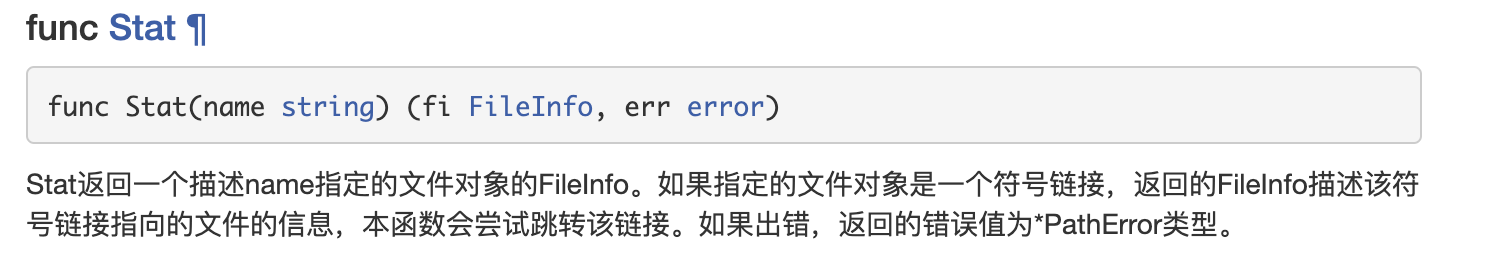 func Stat ¶
func Stat(name string) (fi FileInfo, err error)
Stat返回一个描述name指定的文件对象的FileInfo。如果指定的文件对象是一个符号链接，返回的FileInfo描述该符
号链接指向的文件的信息，本函数会尝试跳转该链接。如果出错，返回的错误值为*PathError类型。